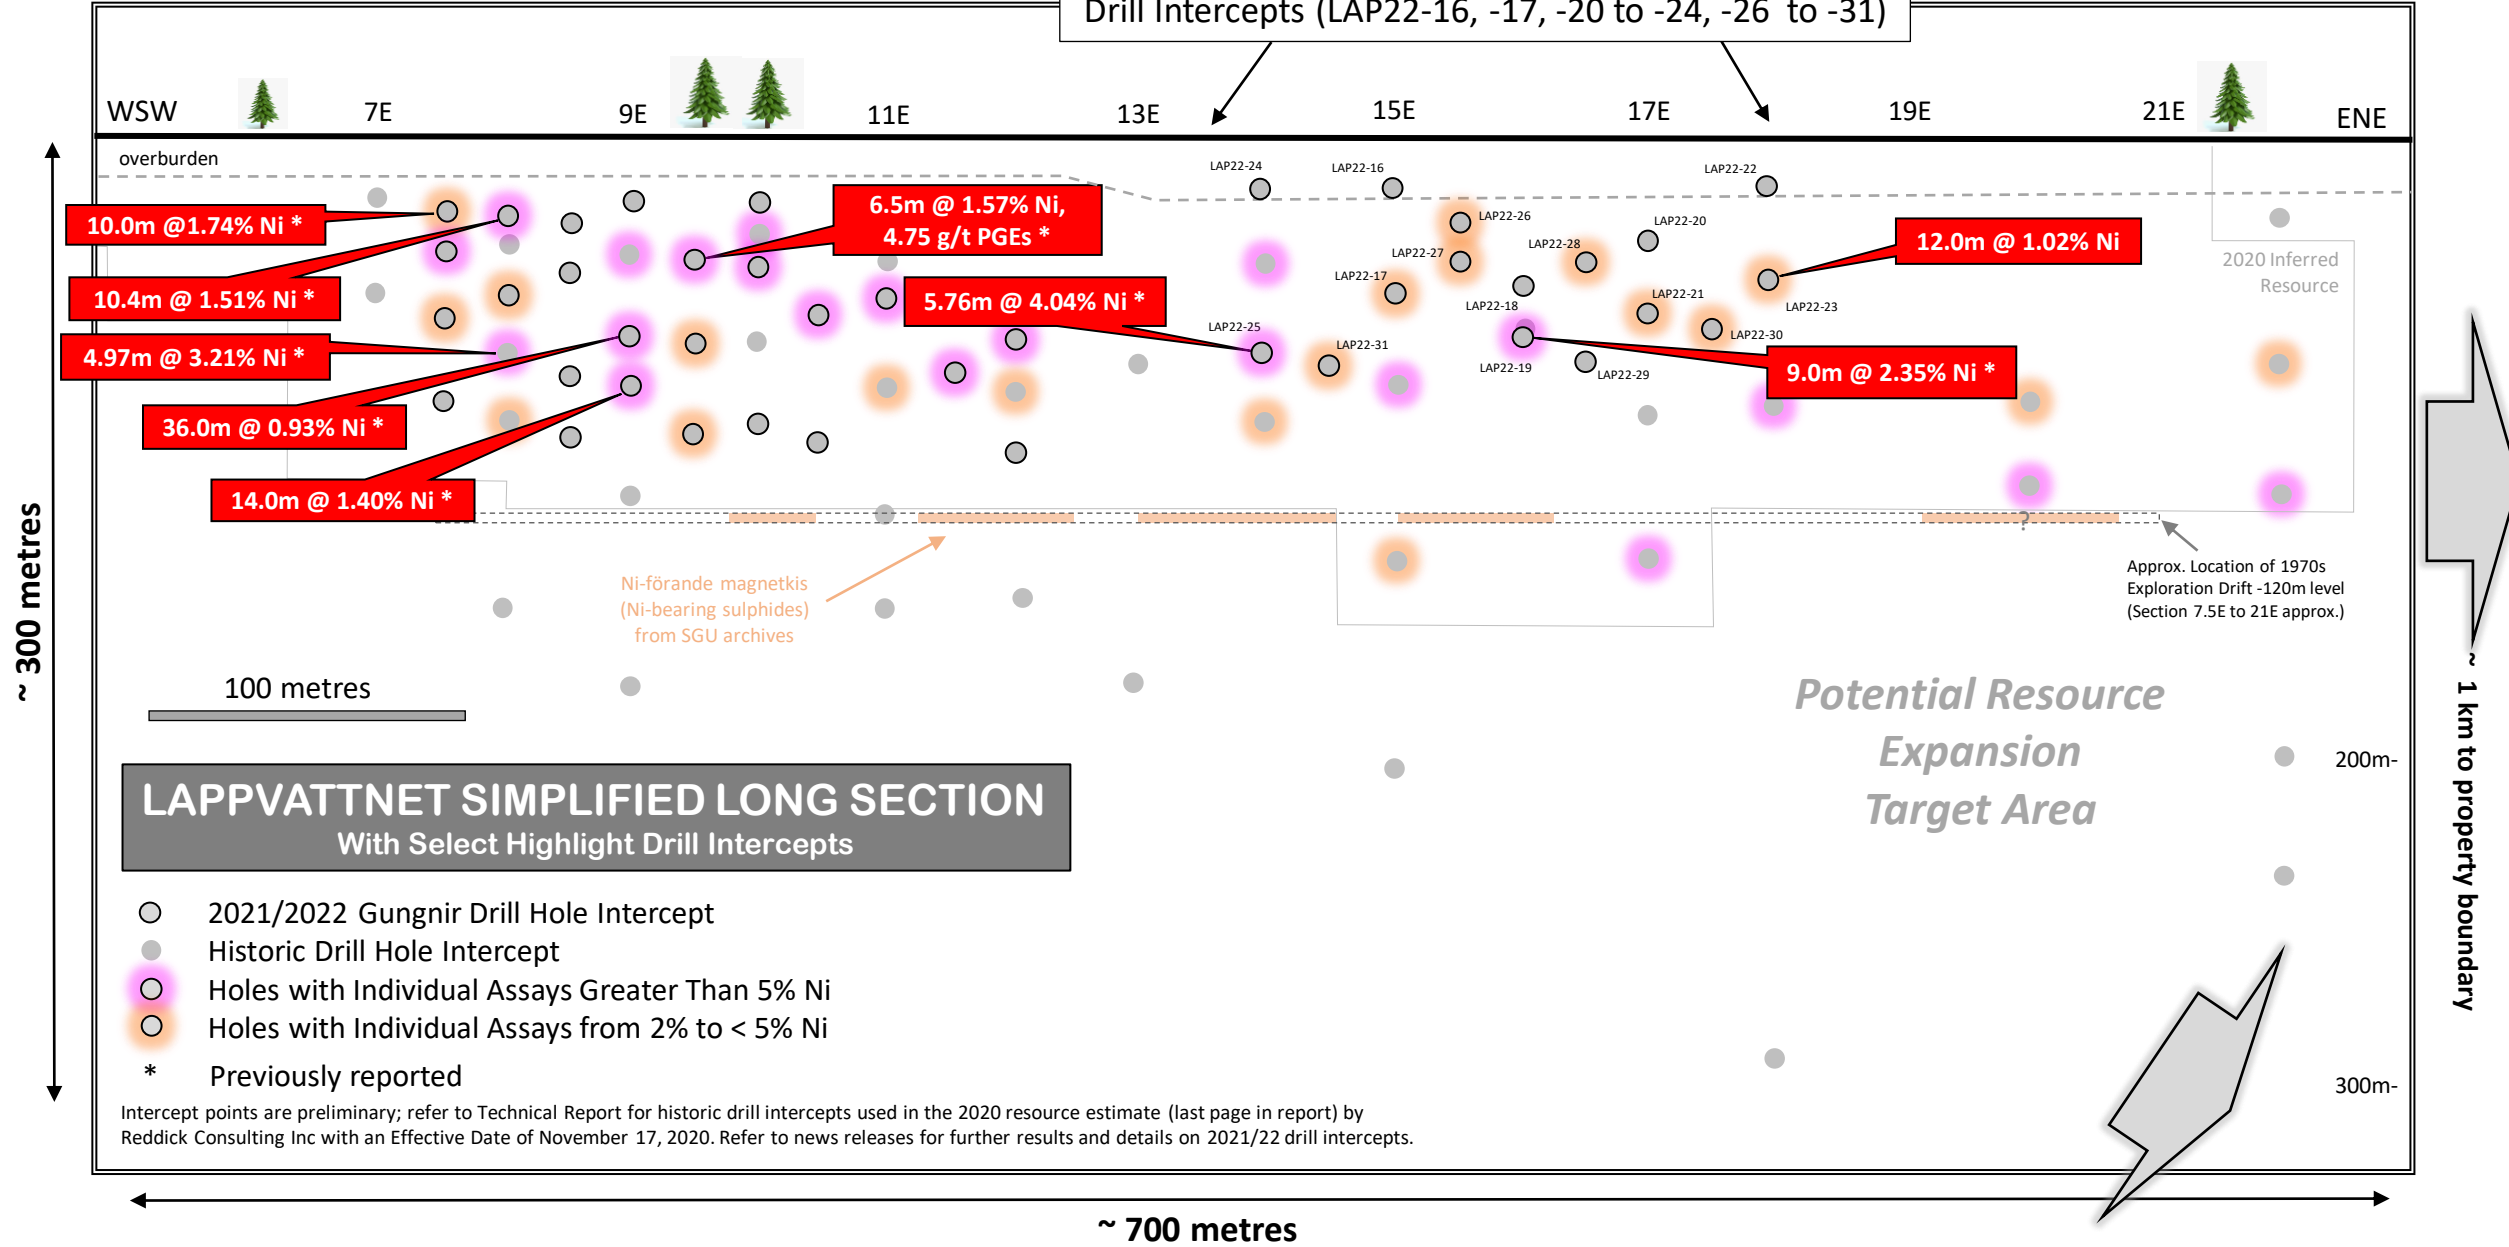 Drill Intercepts (LAP22-16, -17, -20 to -24, -26 to -31)
WSW
7E
9E
11E
13E
15E
17E
19E
21E
ENE
overburden
LAP22-24
LAP22-16
LAP22-22
10.0m @1.74% Ni *
6.5m @ 1.57% Ni,
4.75 g/t PGEs *
LAP22-26
LAP22-20
12.0m @ 1.02% Ni
LAP22-27
LAP22-28
2020 Inferred
Resource
LAP22-17
10.4m @ 1.51% Ni *
5.76m @ 4.04% Ni *
LAP22-18
LAP22-21
LAP22-23
LAP22-25
LAP22-30
4.97m @ 3.21% Ni *
LAP22-31
LAP22-19
LAP22-29
9.0m @ 2.35% Ni *
36.0m @ 0.93% Ni *
14.0m @ 1.40% Ni *
?
Ni-förande magnetkis
(Ni-bearing sulphides)
from SGU archives
Approx. Location of 1970s
Exploration Drift -120m level
(Section 7.5E to 21E approx.)
~ 300 metres
100 metres
Potential Resource
Expansion
Target Area
~ 1 km to property boundary
200m-
LAPPVATTNET SIMPLIFIED LONG SECTION
With Select Highlight Drill Intercepts
2021/2022 Gungnir Drill Hole Intercept
Historic Drill Hole Intercept
Holes with Individual Assays Greater Than 5% Ni
Holes with Individual Assays from 2% to < 5% Ni
* Previously reported
300m-
Intercept points are preliminary; refer to Technical Report for historic drill intercepts used in the 2020 resource estimate (last page in report) by
Reddick Consulting Inc with an Effective Date of November 17, 2020. Refer to news releases for further results and details on 2021/22 drill intercepts.
~ 700 metres